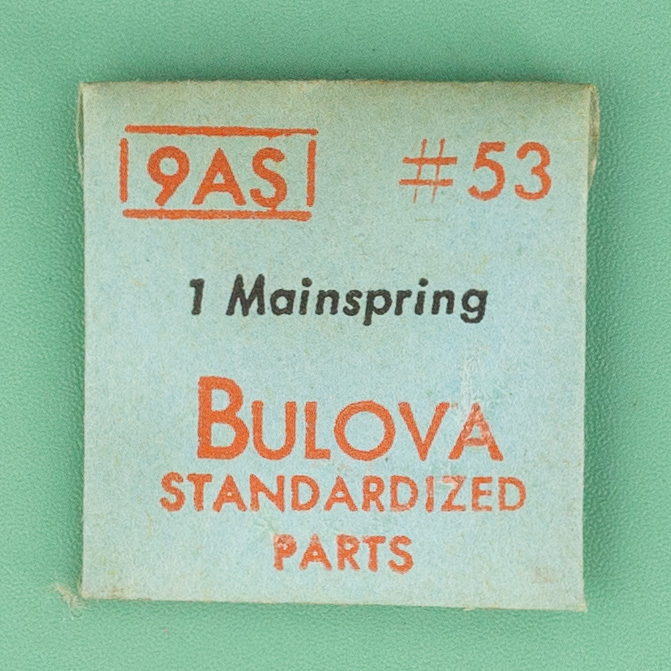 9AS #53
1 Mainspring
BULOVA
STANDARDIZED
PARTS